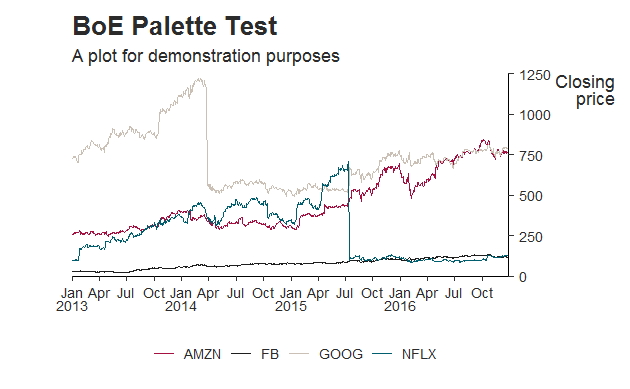 BoE Palette Test
A plot for demonstration purposes
1250
Closing
price
1000
750
500
250
0
Jan Apr Jul Oct Jan Apr Jul Oct Jan Apr Jul Oct Jan Apr Jul Oct
2013 2014 2015 2016
AMZN FB GOOG NFLX